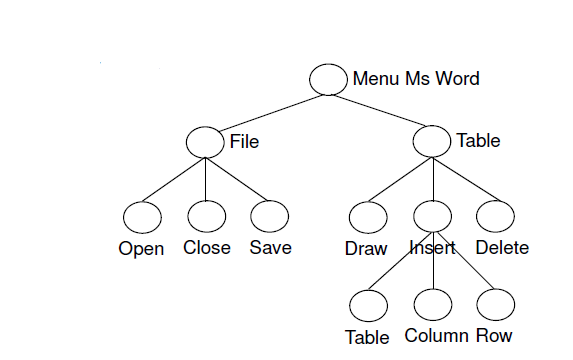 Menu Ms Word
File
Table
Open Close Save
Draw Insert Delete
Table Column Row